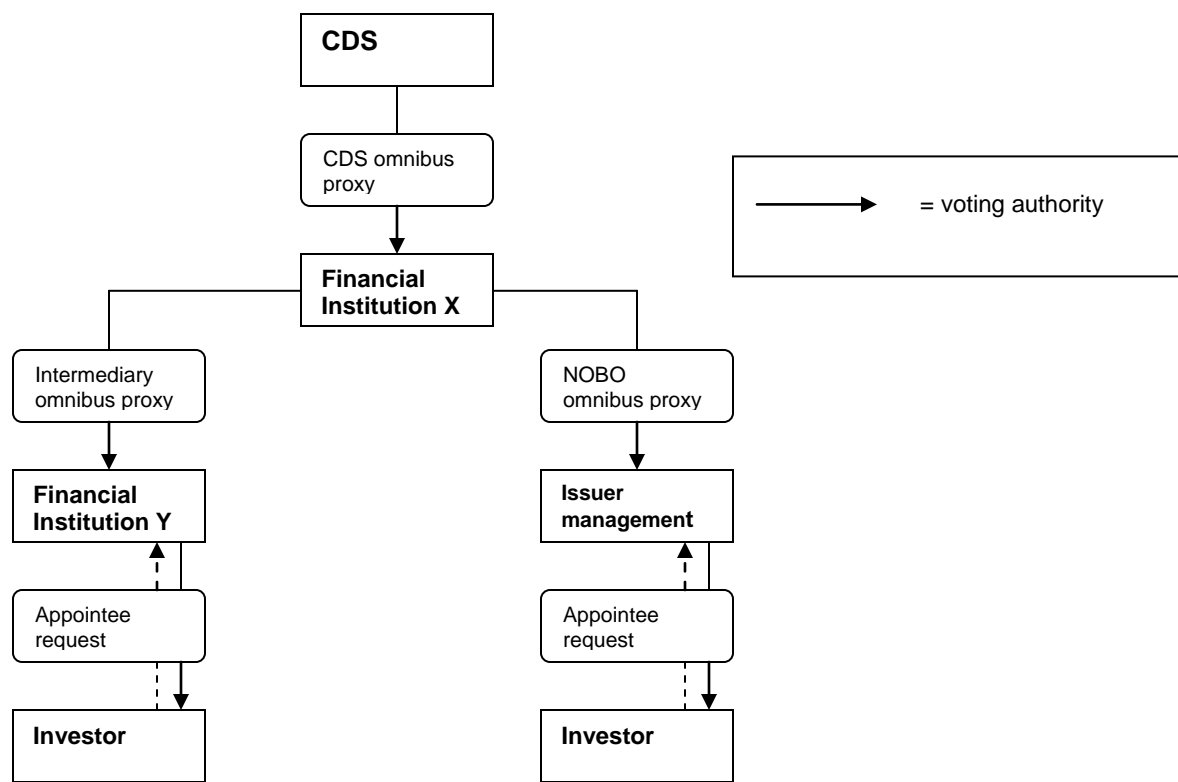 CDS
CDS omnibus
proxy
= voting authority
Financial
Institution X
Intermediary
omnibus proxy
NOBO
omnibus proxy
Financial
Institution Y
Issuer
management
Appointee
request
Appointee
request
Investor
Investor